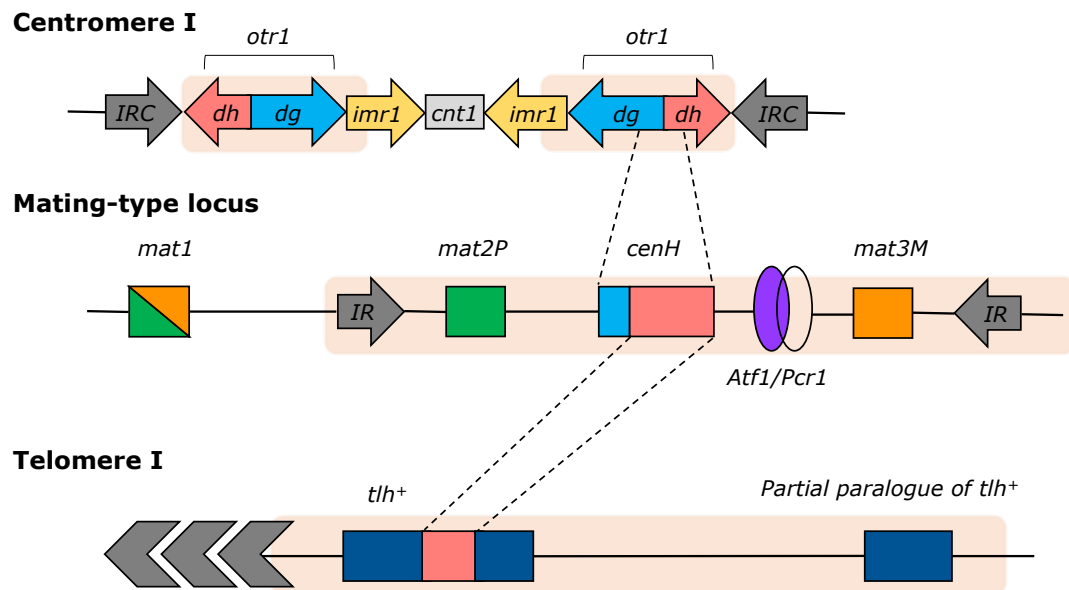 Centromere I
otr1 otr1
IRC dh dg imr1 cnt1 imr1 dg dh IRC
Mating-type locus
mat1 mat2P cenH mat3M
IR IR
Atf1/Pcr1
Telomere I
tlh⁺ Partial paralogue of tlh⁺